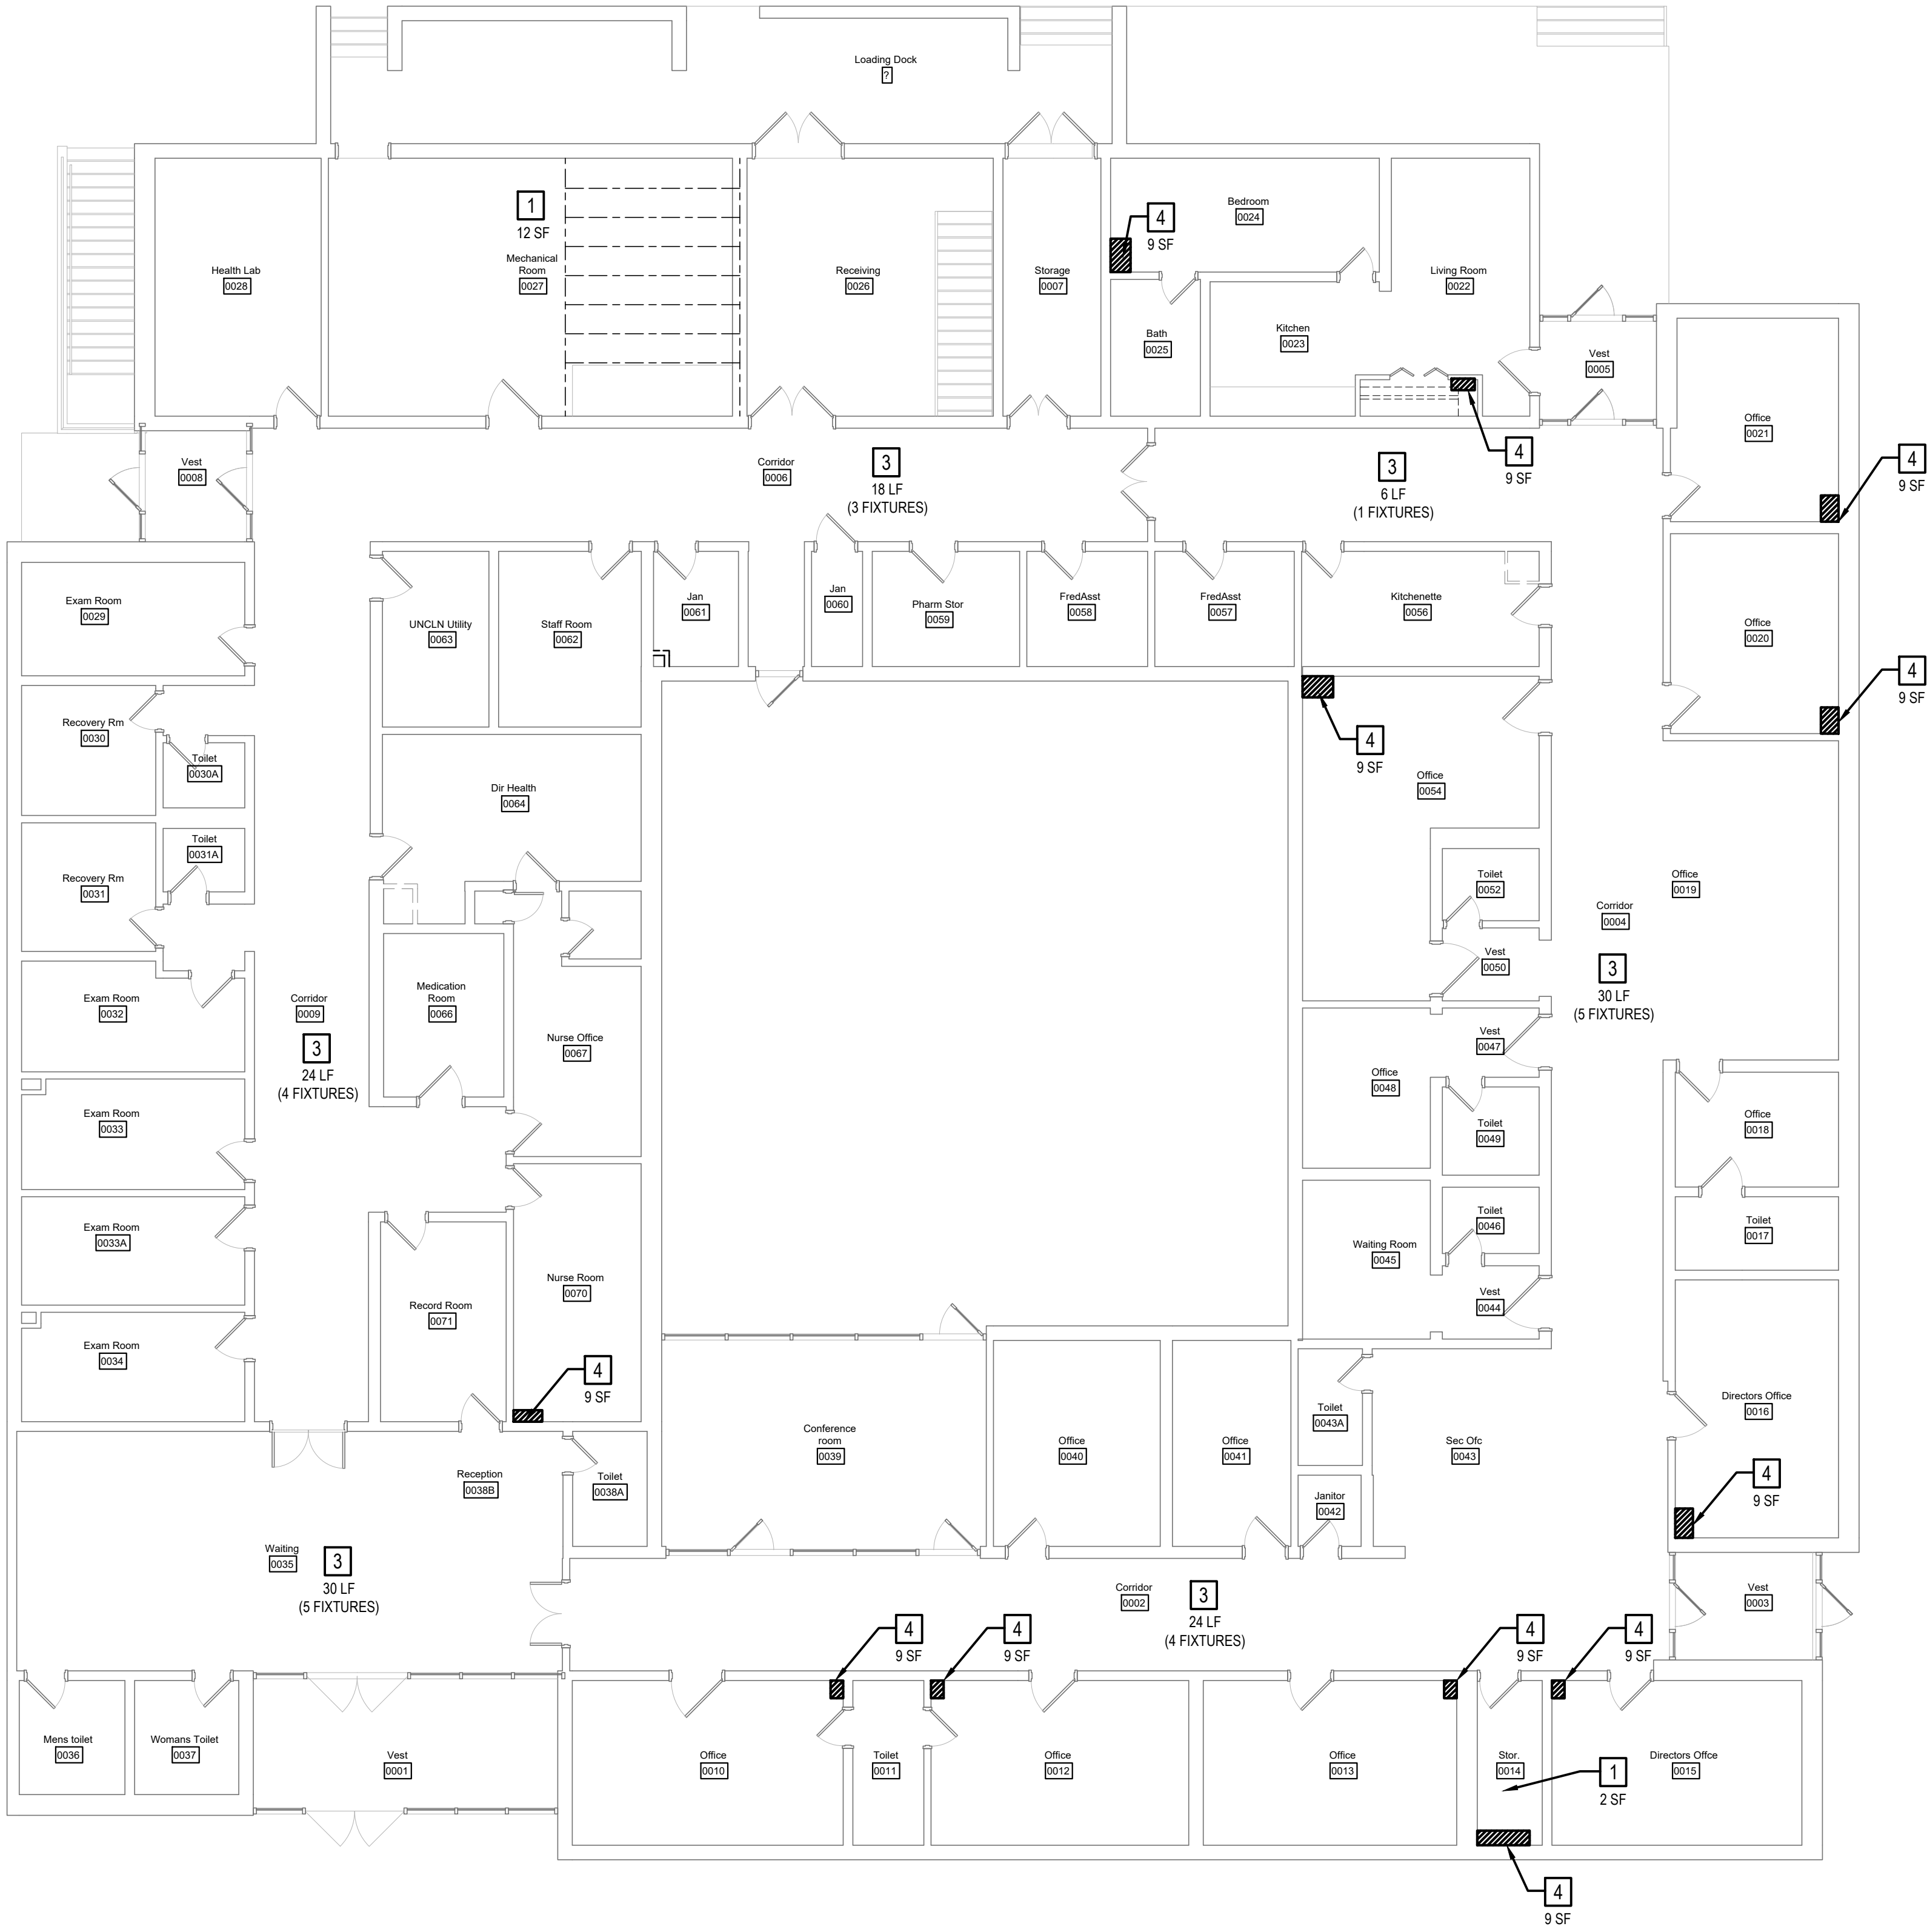 Loading Dock
?
1
12 SF
Mechanical
Room
0027
Health Lab
0028
Receiving
0026
Storage
0007
4
9 SF
Bedroom
0024
Living Room
0022
Bath
0025
Kitchen
0023
Vest
0005
4
9 SF
Office
0021
4
9 SF
Vest
0008
Corridor
0006
3
18 LF
(3 FIXTURES)
3
6 LF
(1 FIXTURES)
Exam Room
0029
UNCLN Utility
0063
Staff Room
0062
Jan
0061
Jan
0060
Pharm Stor
0059
FredAsst
0058
FredAsst
0057
Kitchenette
0056
Office
0020
4
9 SF
Recovery Rm
0030
Toilet
0030A
Dir Health
0064
4
9 SF
Office
0054
Toilet
0031A
Recovery Rm
0031
Toilet
0052
Office
0019
Corridor
0004
3
30 LF
(5 FIXTURES)
Vest
0050
Exam Room
0032
Corridor
0009
3
24 LF
(4 FIXTURES)
Medication
Room
0066
Nurse Office
0067
Vest
0047
Office
0048
Toilet
0049
Office
0018
Exam Room
0033
Exam Room
0033A
Toilet
0046
Waiting Room
0045
Toilet
0017
Vest
0044
Nurse Room
0070
Record Room
0071
Exam Room
0034
4
9 SF
Directors Office
0016
Toilet
0043A
Sec Ofc
0043
Conference
room
0039
Office
0040
Office
0041
4
9 SF
Reception
0038B
Toilet
0038A
Janitor
0042
Waiting
0035
3
30 LF
(5 FIXTURES)
Corridor
0002
3
24 LF
(4 FIXTURES)
Vest
0003
4
9 SF
4
9 SF
4
9 SF
4
9 SF
Mens toilet
0036
Womans Toilet
0037
Vest
0001
Office
0010
Toilet
0011
Office
0012
Office
0013
Stor.
0014
1
2 SF
Directors Offce
0015
4
9 SF